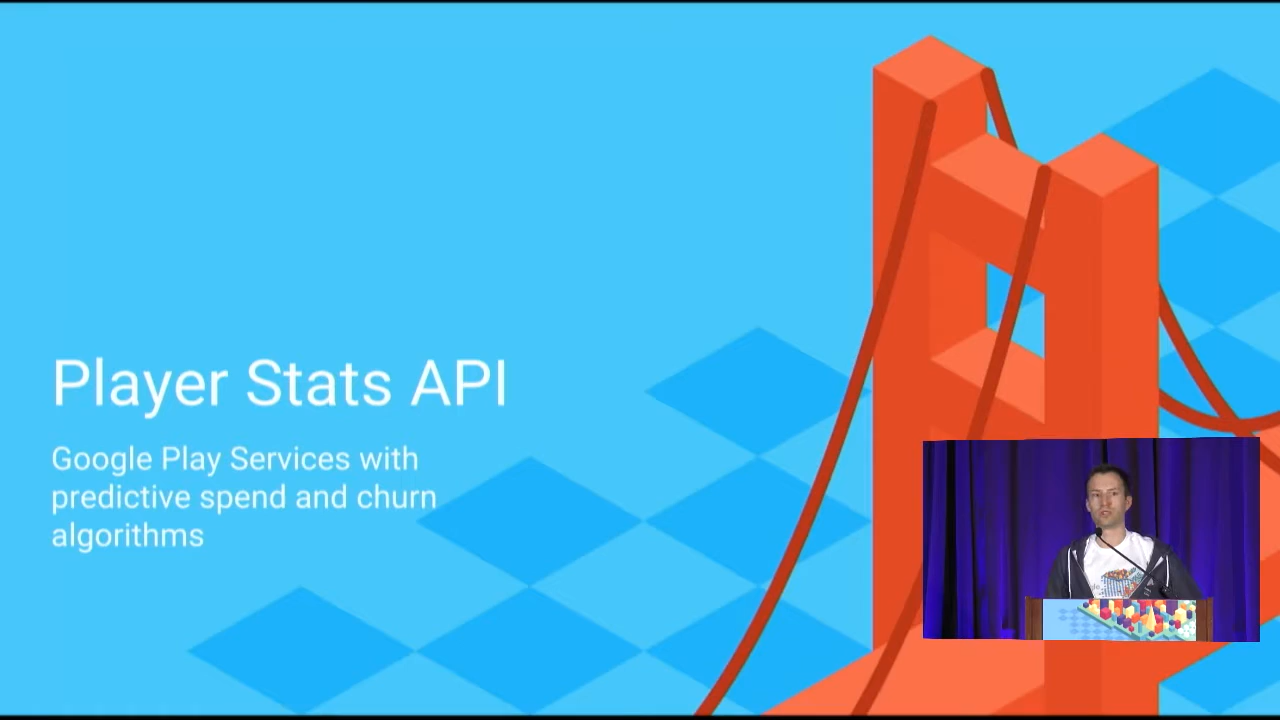 Player Stats API
Google Play Services with
predictive spend and churn
algorithms